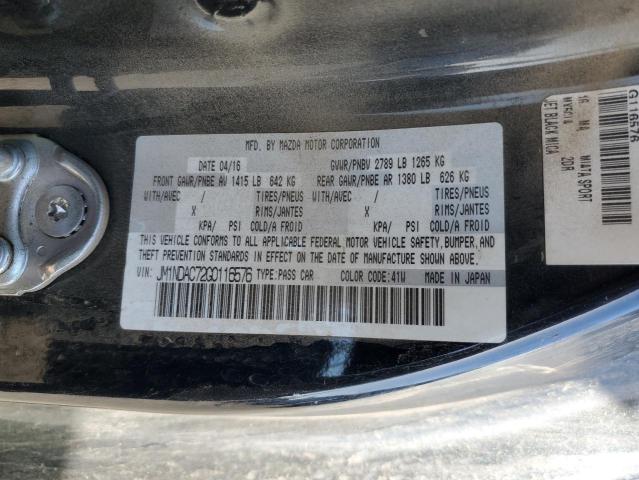 MFD. BY MAZDA MOTOR CORPORATION
DATE 04/16 GVWR/PNBV 2789 LB 1265 KG
FRONT GAWR/PNBE AV 1415 LB 642 KG REAR GAWR/PNBE AR 1380 LB 626 KG
WITH/AVEC / TIRES/PNEUS WITH/AVEC / TIRES/PNEUS
X RIMS/JANTES X RIMS/JANTES
KPA/ PSI COLD/A FROID KPA/ PSI COLD/A FROID
THIS VEHICLE CONFORMS TO ALL APPLICABLE FEDERAL MOTOR VEHICLE SAFETY, BUMPER, AND
THEFT PREVENTION STANDARDS IN EFFECT ON THE DATE OF MANUFACTURE SHOWN ABOVE.
VIN: JM1NDAC72G0116576 TYPE:PASS CAR COLOR CODE:41W MADE IN JAPAN
G0116576
16 MIATA SPORT
2DR
JET BLACK MICA